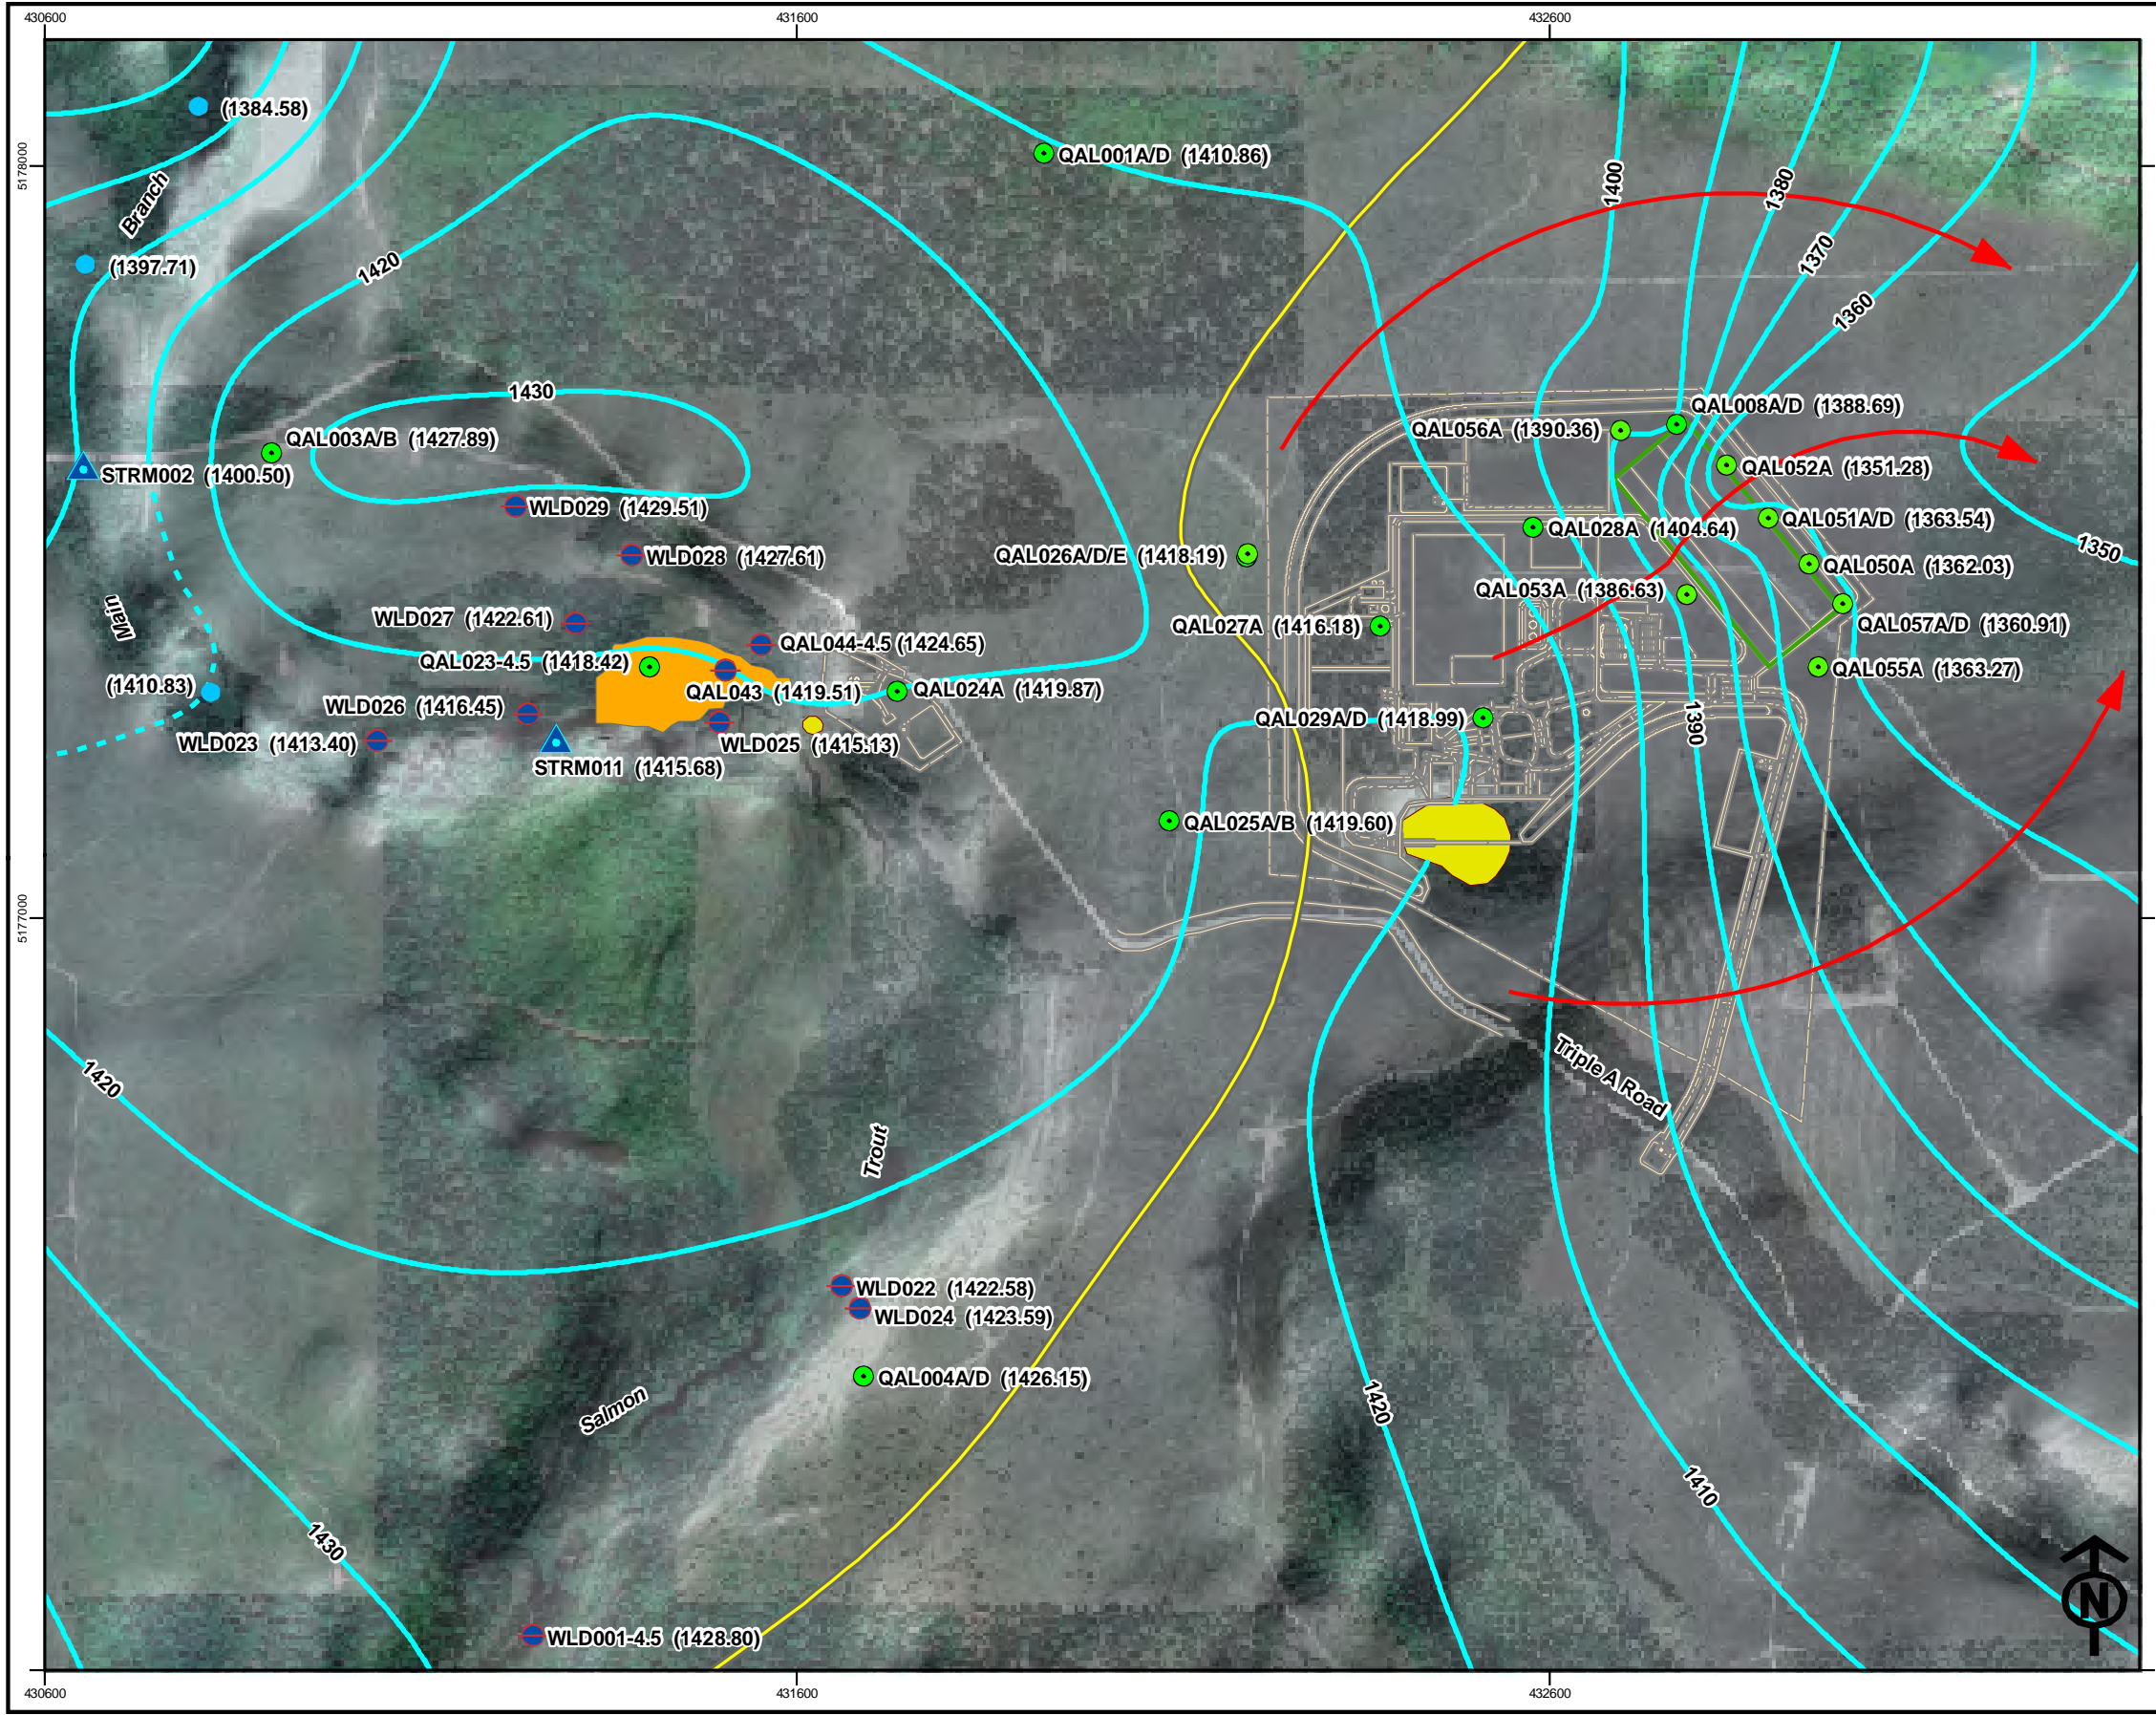 430600
431600
432600
5178000
5177000
(1384.58)
QAL001A/D (1410.86)
Branch
1400
1380
1370
(1397.71)
1420
1360
1430
QAL008A/D (1388.69)
QAL056A (1390.36)
QAL003A/B (1427.89)
QAL052A (1351.28)
STRM002 (1400.50)
WLD029 (1429.51)
QAL051A/D (1363.54)
QAL028A (1404.64)
1350
WLD028 (1427.61)
QAL026A/D/E (1418.19)
QAL050A (1362.03)
QAL053A (1386.63)
Main
WLD027 (1422.61)
QAL027A (1416.18)
QAL057A/D (1360.91)
QAL044-4.5 (1424.65)
QAL023-4.5 (1418.42)
QAL055A (1363.27)
(1410.83)
QAL043 (1419.51)
QAL024A (1419.87)
WLD026 (1416.45)
QAL029A/D (1418.99)
1390
WLD023 (1413.40)
WLD025 (1415.13)
STRM011 (1415.68)
QAL025A/B (1419.60)
1420
Triple A Road
Trout
WLD022 (1422.58)
WLD024 (1423.59)
QAL004A/D (1426.15)
Salmon
1420
1410
1430
N
WLD001-4.5 (1428.80)
430600
431600
432600